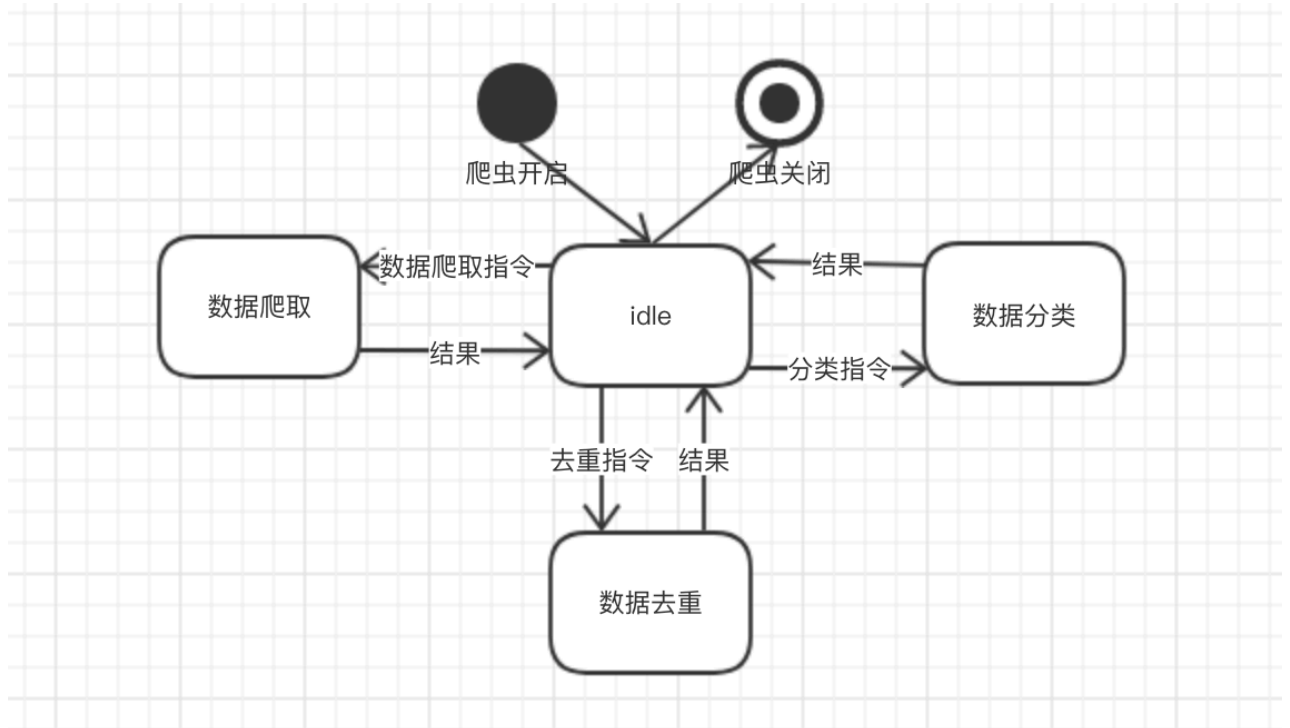 爬虫开启
爬虫关闭
数据爬取指令
结果
数据爬取
idle
数据分类
结果
分类指令
去重指令
结果
数据去重